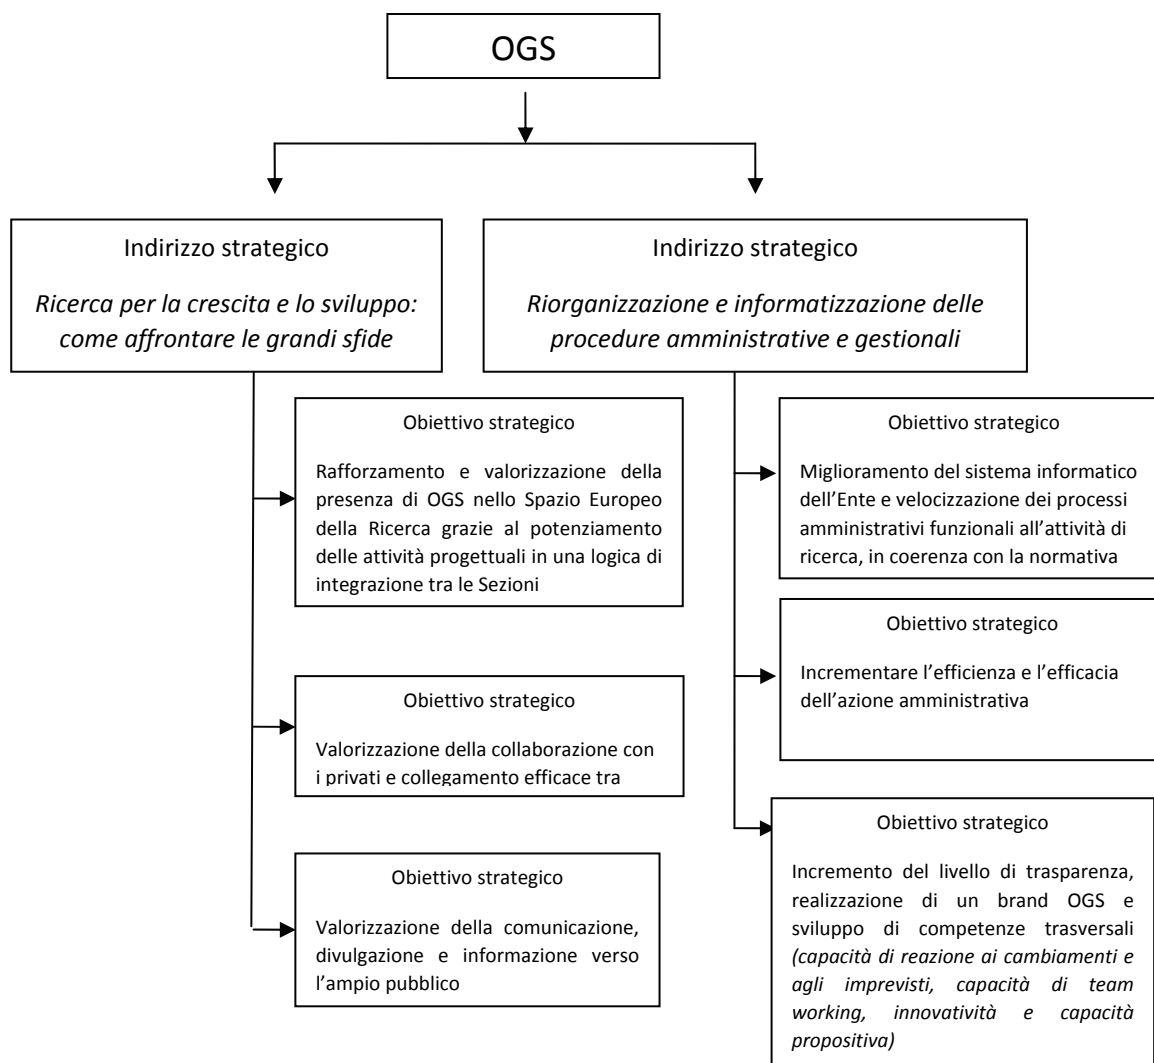 OGS
Indirizzo strategico
Ricerca per la crescita e lo sviluppo:
come affrontare le grandi sfide
Indirizzo strategico
Riorganizzazione e informatizzazione delle
procedure amministrative e gestionali
Obiettivo strategico
Rafforzamento e valorizzazione della
presenza di OGS nello Spazio Europeo
della Ricerca grazie al potenziamento
delle attività progettuali in una logica di
integrazione tra le Sezioni
Obiettivo strategico
Valorizzazione della collaborazione con
i privati e collegamento efficace tra
Obiettivo strategico
Valorizzazione della comunicazione,
divulgazione e informazione verso
l’ampio pubblico
Obiettivo strategico
Miglioramento del sistema informatico
dell’Ente e velocizzazione dei processi
amministrativi funzionali all’attività di
ricerca, in coerenza con la normativa
Obiettivo strategico
Incrementare l’efficienza e l’efficacia
dell’azione amministrativa
Obiettivo strategico
Incremento del livello di trasparenza,
realizzazione di un brand OGS e
sviluppo di competenze trasversali
(capacità di reazione ai cambiamenti e
agli imprevisti, capacità di team
working, innovatività e capacità
propositiva)